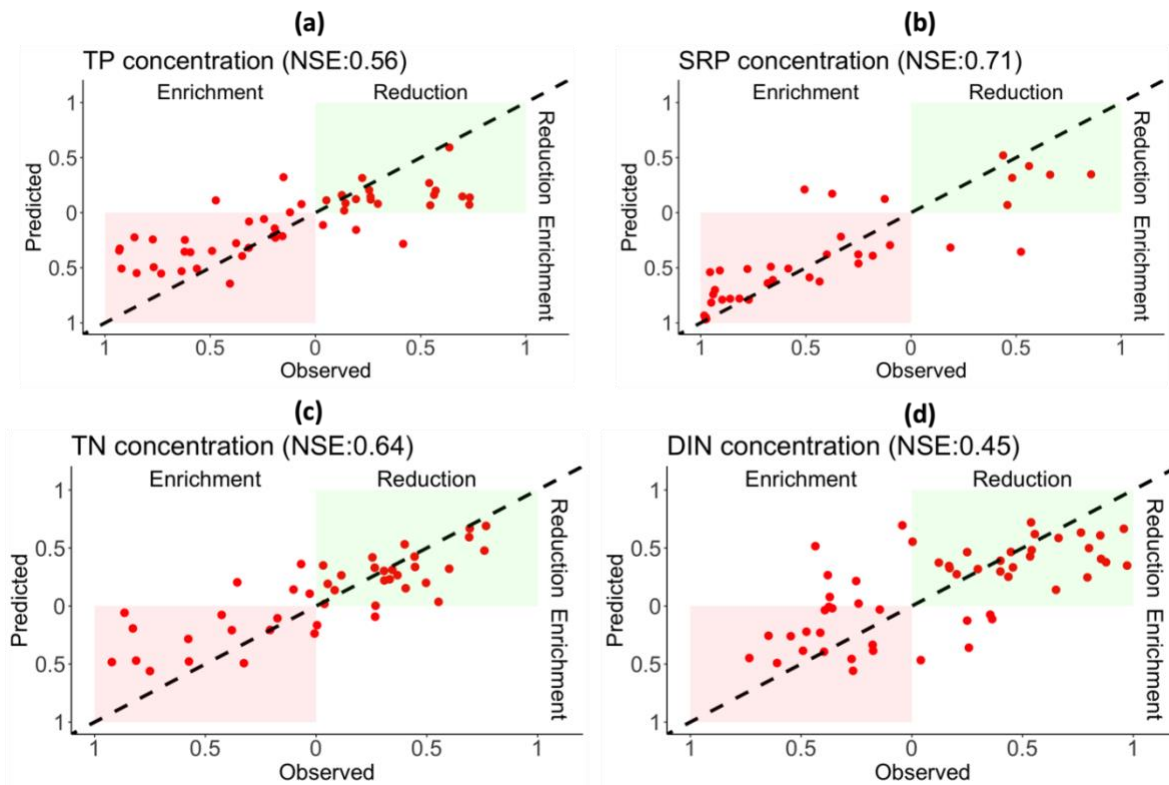 (a)
TP concentration (NSE:0.56)
Enrichment Reduction
1
0.5
0
0.5
1
Predicted
Reduction
Enrichment
1 0.5 0 0.5 1
Observed
(b)
SRP concentration (NSE:0.71)
Enrichment Reduction
1
0.5
0
0.5
1
Predicted
Reduction
Enrichment
1 0.5 0 0.5 1
Observed
(c)
TN concentration (NSE:0.64)
Enrichment Reduction
1
0.5
0
0.5
1
Predicted
Reduction
Enrichment
1 0.5 0 0.5 1
Observed
(d)
DIN concentration (NSE:0.45)
Enrichment Reduction
1
0.5
0
0.5
1
Predicted
Reduction
Enrichment
1 0.5 0 0.5 1
Observed